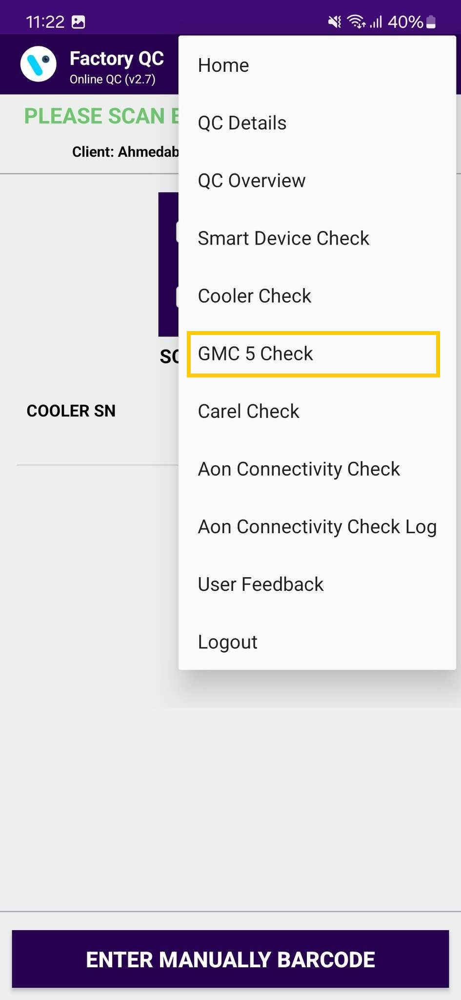 11:22
40%
Factory QC
Online QC (v2.7)
PLEASE SCAN
Client: Ahmedab
SC
COOLER SN
Home
QC Details
QC Overview
Smart Device Check
Cooler Check
GMC 5 Check
Carel Check
Aon Connectivity Check
Aon Connectivity Check Log
User Feedback
Logout
ENTER MANUALLY BARCODE